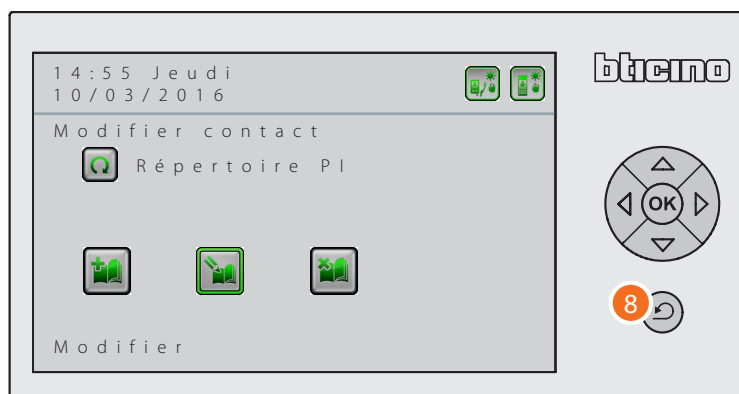 14:55 Jeudi
10/03/2016
bticino
Modifier contact
Répertoire PI
OK
8
Modifier